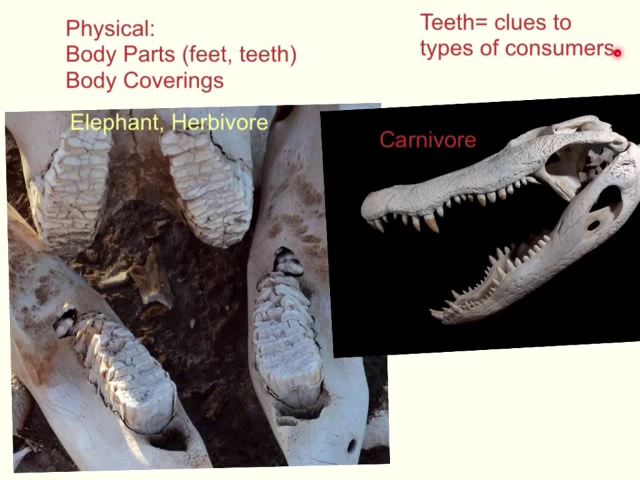 Physical:
Body Parts (feet, teeth)
Body Coverings
Teeth= clues to
types of consumers
Elephant, Herbivore
Carnivore